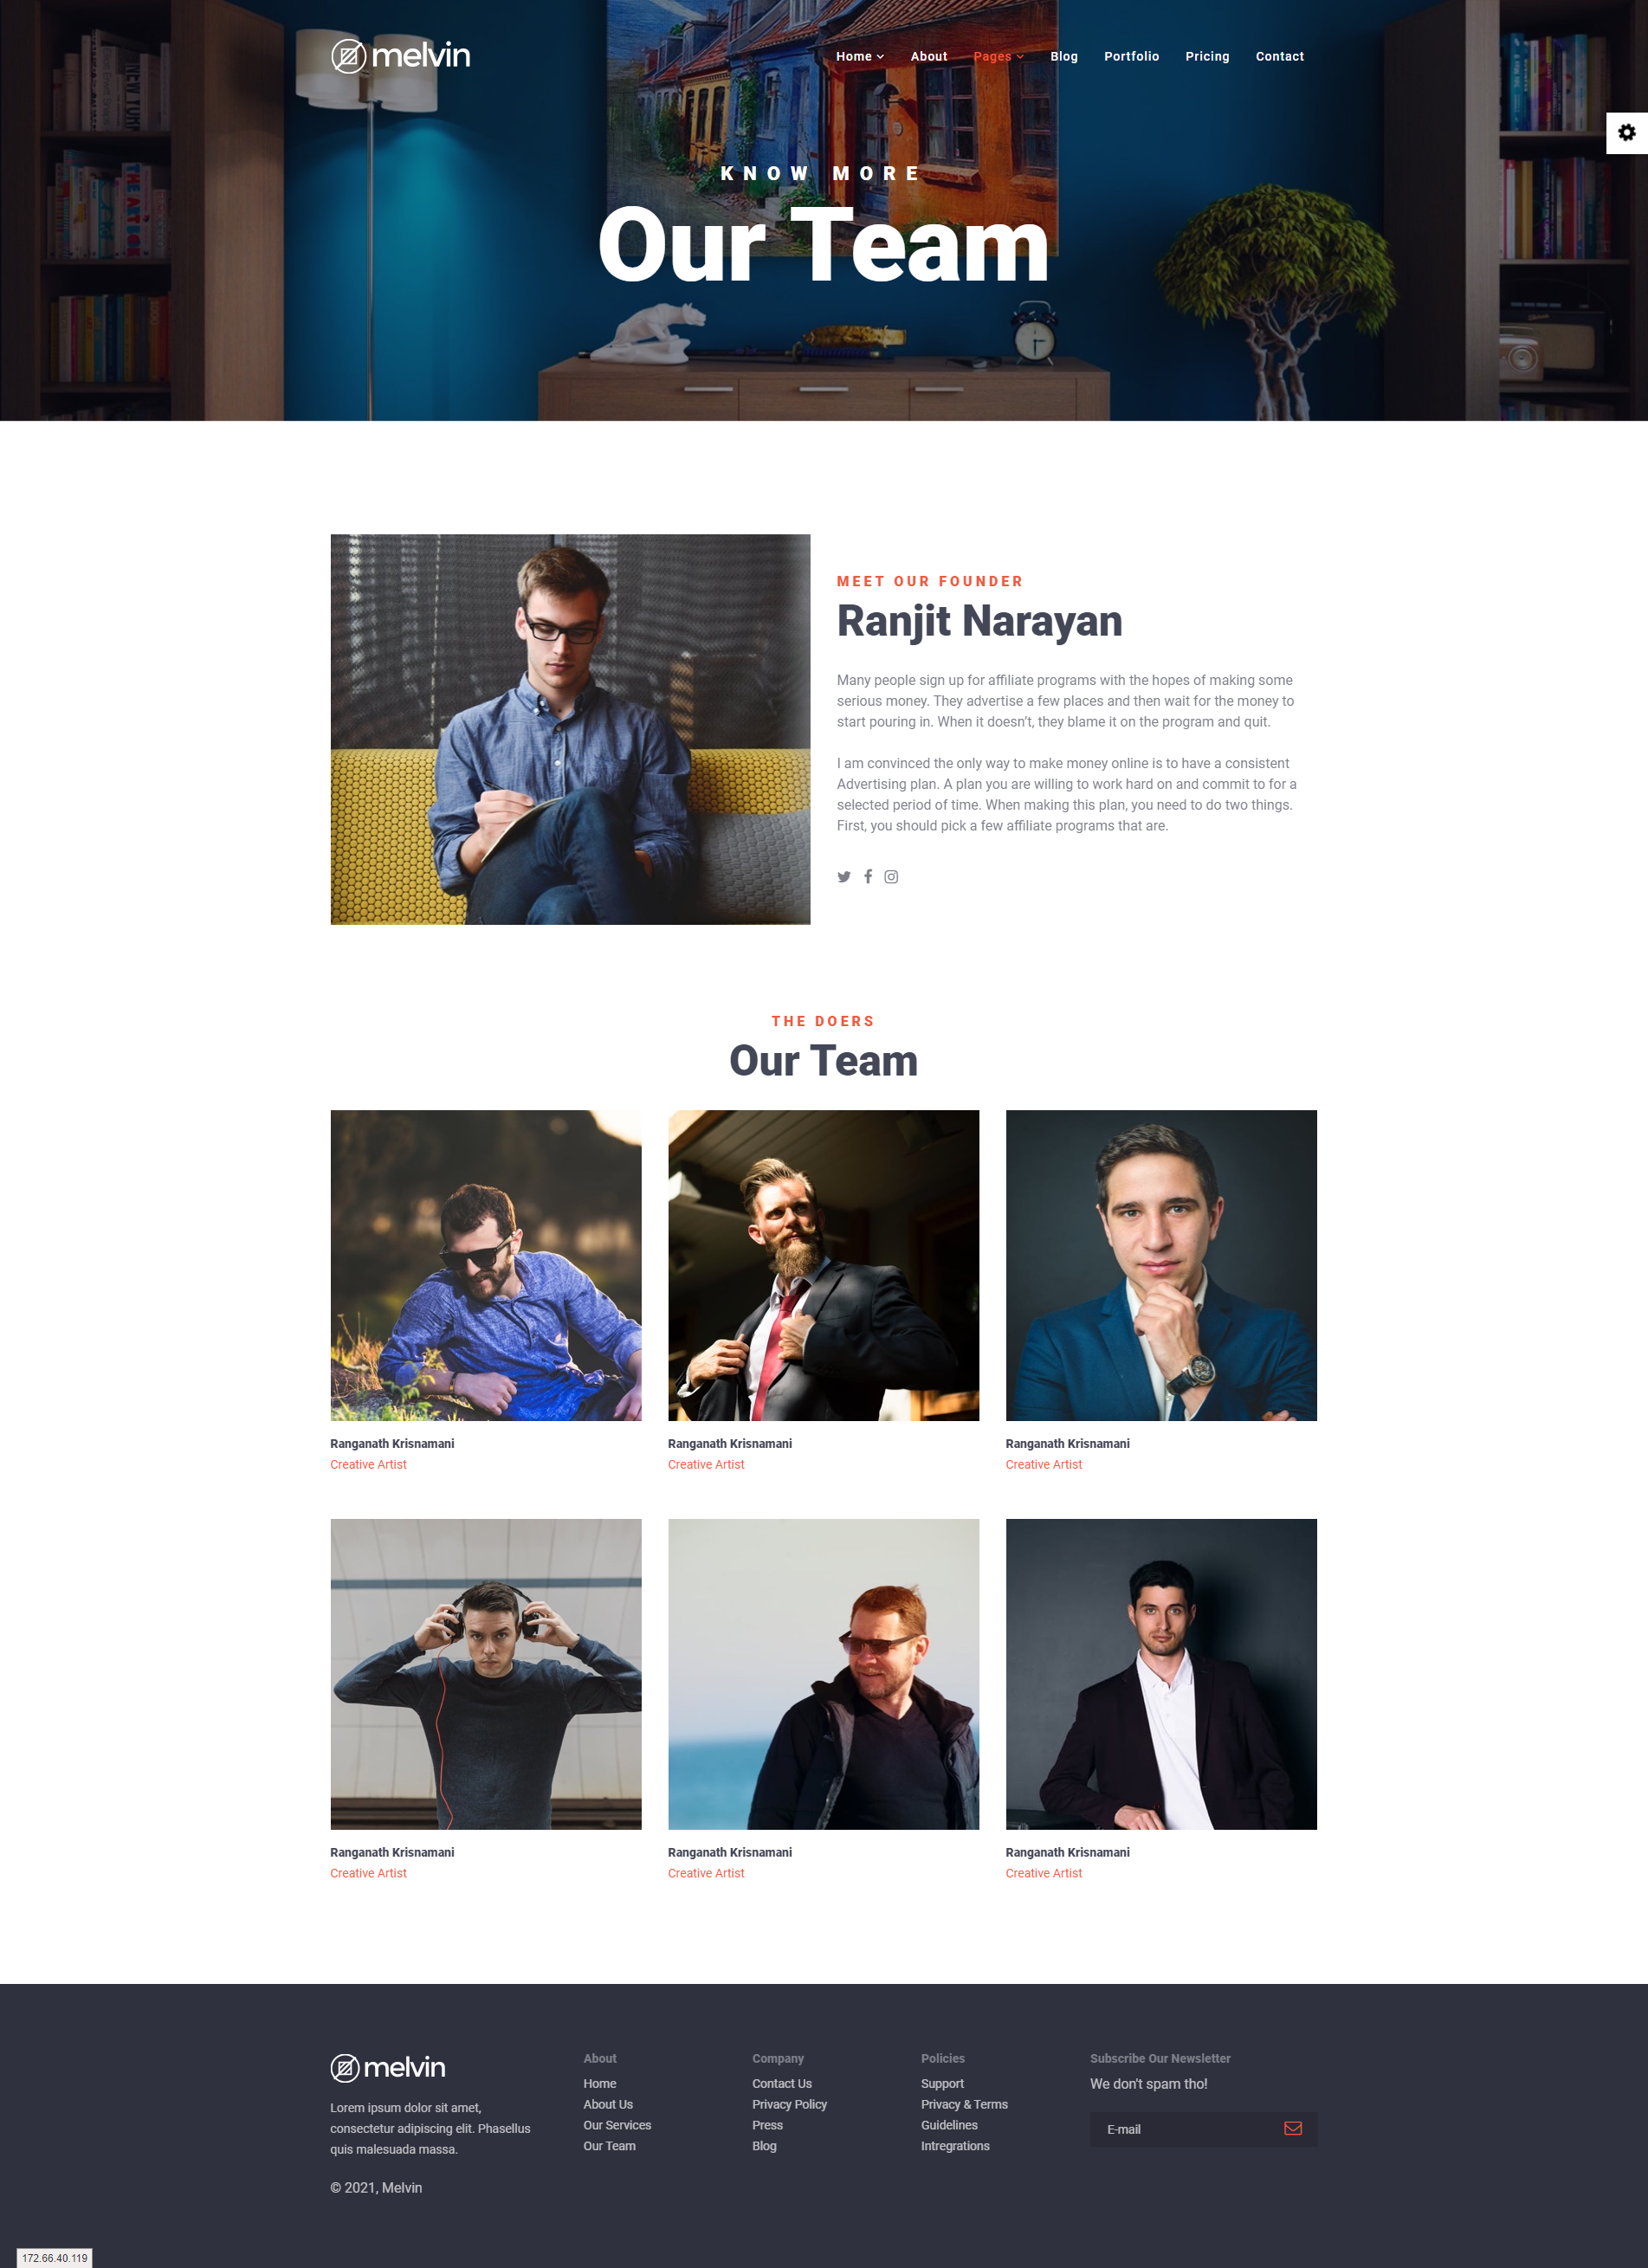 melvin
Home About Pages Blog Portfolio Pricing Contact
KNOW MORE
Our Team
MEET OUR FOUNDER
Ranjit Narayan
Many people sign up for affiliate programs with the hopes of making some
serious money. They advertise a few places and then wait for the money to
start pouring in. When it doesn't, they blame it on the program and quit.
I am convinced the only way to make money online is to have a consistent
Advertising plan. A plan you are willing to work hard on and commit to for a
selected period of time. When making this plan, you need to do two things.
First, you should pick a few affiliate programs that are.
THE DOERS
Our Team
Ranganath Krisnamani
Creative Artist
Ranganath Krisnamani
Creative Artist
Ranganath Krisnamani
Creative Artist
Ranganath Krisnamani
Creative Artist
Ranganath Krisnamani
Creative Artist
Ranganath Krisnamani
Creative Artist
melvin
Lorem ipsum dolor sit amet,
consectetur adipiscing elit. Phasellus
quis malesuada massa.
© 2021, Melvin
About
Home
About Us
Our Services
Our Team
Company
Contact Us
Privacy Policy
Press
Blog
Policies
Support
Privacy & Terms
Guidelines
Intregrations
Subscribe Our Newsletter
We don't spam tho!
E-mail
172.66.40.119